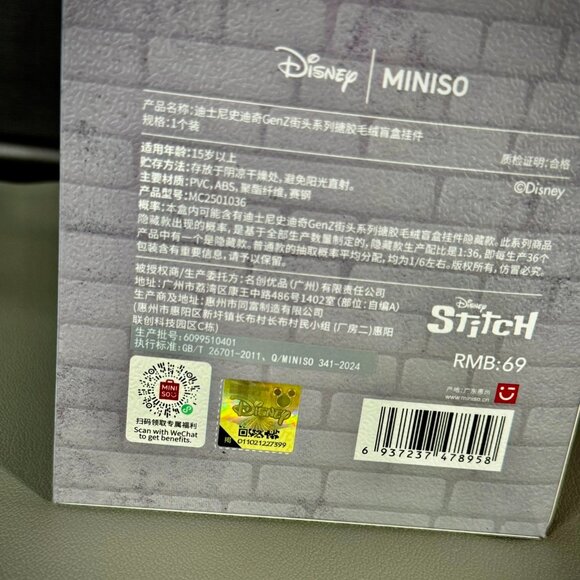 Disney | MINISO
产品名称:迪士尼史迪奇GenZ街头系列搪胶毛绒盲盒挂件
规格:1个装
质检证明:合格
适用年龄:15岁以上
©Disney
贮存方法:存放于阴凉干燥处,避免阳光直射。
主要材质:PVC, ABS, 聚酯纤维, 赛钢
产品型号:MC2501036
概率:本盒内可能含有迪士尼史迪奇GenZ街头系列搪胶毛绒盲盒挂件隐藏款。此系列商品
隐藏款出现的概率,是基于全部生产数量制定的,隐藏款生产配比是1:36,即每生产36个
产品中有一个是隐藏款。普通款的抽取概率平均分配,均为1/6左右。版权所有,仿冒必究。
包装含有重要信息,请予以保留。
被授权商/生产委托方:名创优品(广州)有限责任公司
地址:广州市荔湾区康王中路486号1402室(部位:自编A)
生产商/地址:惠州市同富制造有限公司
(惠州市惠阳区新圩镇长布村长布村民小组(厂房二)惠阳
联创科技园区C栋)
生产批号:6099510401
执行标准:GB/T 26701-2011、Q/MINISO 341-2024
Disney
STITCH
RMB:69
产地:广东惠州
www.miniso.cn
MINI
SO
扫码领取专属福利
Scan with WeChat
to get benefits.
Disney
011021227399
6 937237 478958